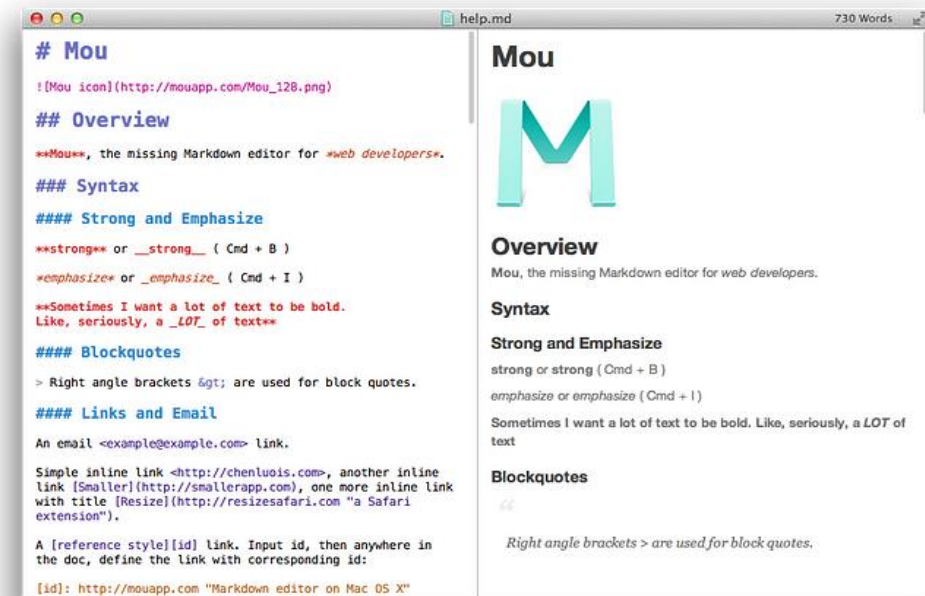 help.md
730 Words
# Mou
![Mou icon](http://mouapp.com/Mou_128.png)
## Overview
**Mou**, the missing Markdown editor for *web developers*.
### Syntax
#### Strong and Emphasize
**strong** or __strong__ ( Cmd + B )
*emphasize* or _emphasize_ ( Cmd + I )
**Sometimes I want a lot of text to be bold.
Like, seriously, a _LOT_ of text**
#### Blockquotes
> Right angle brackets &gt; are used for block quotes.
#### Links and Email
An email <example@example.com> link.
Simple inline link <http://chenluois.com>, another inline
link [Smaller](http://smallerapp.com), one more inline link
with title [Resize](http://resizesafari.com "a Safari
extension").
A [reference style][id] link. Input id, then anywhere in
the doc, define the link with corresponding id:
[id]: http://mouapp.com "Markdown editor on Mac OS X"
Mou
M
Overview
Mou, the missing Markdown editor for web developers.
Syntax
Strong and Emphasize
strong or strong ( Cmd + B )
emphasize or emphasize ( Cmd + I )
Sometimes I want a lot of text to be bold. Like, seriously, a LOT of
text
Blockquotes
“
Right angle brackets > are used for block quotes.